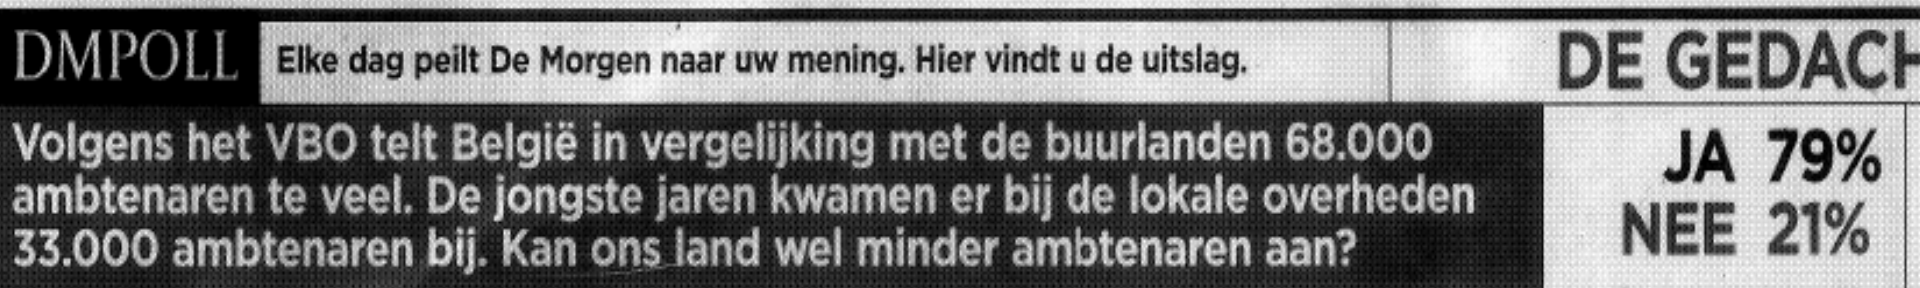 DMPOLL
Elke dag peilt De Morgen naar uw mening. Hier vindt u de uitslag.
DE GEDACH
Volgens het VBO telt België in vergelijking met de buurlanden 68.000
ambtenaren te veel. De jongste jaren kwamen er bij de lokale overheden
33.000 ambtenaren bij. Kan ons land wel minder ambtenaren aan?
JA 79%
NEE 21%